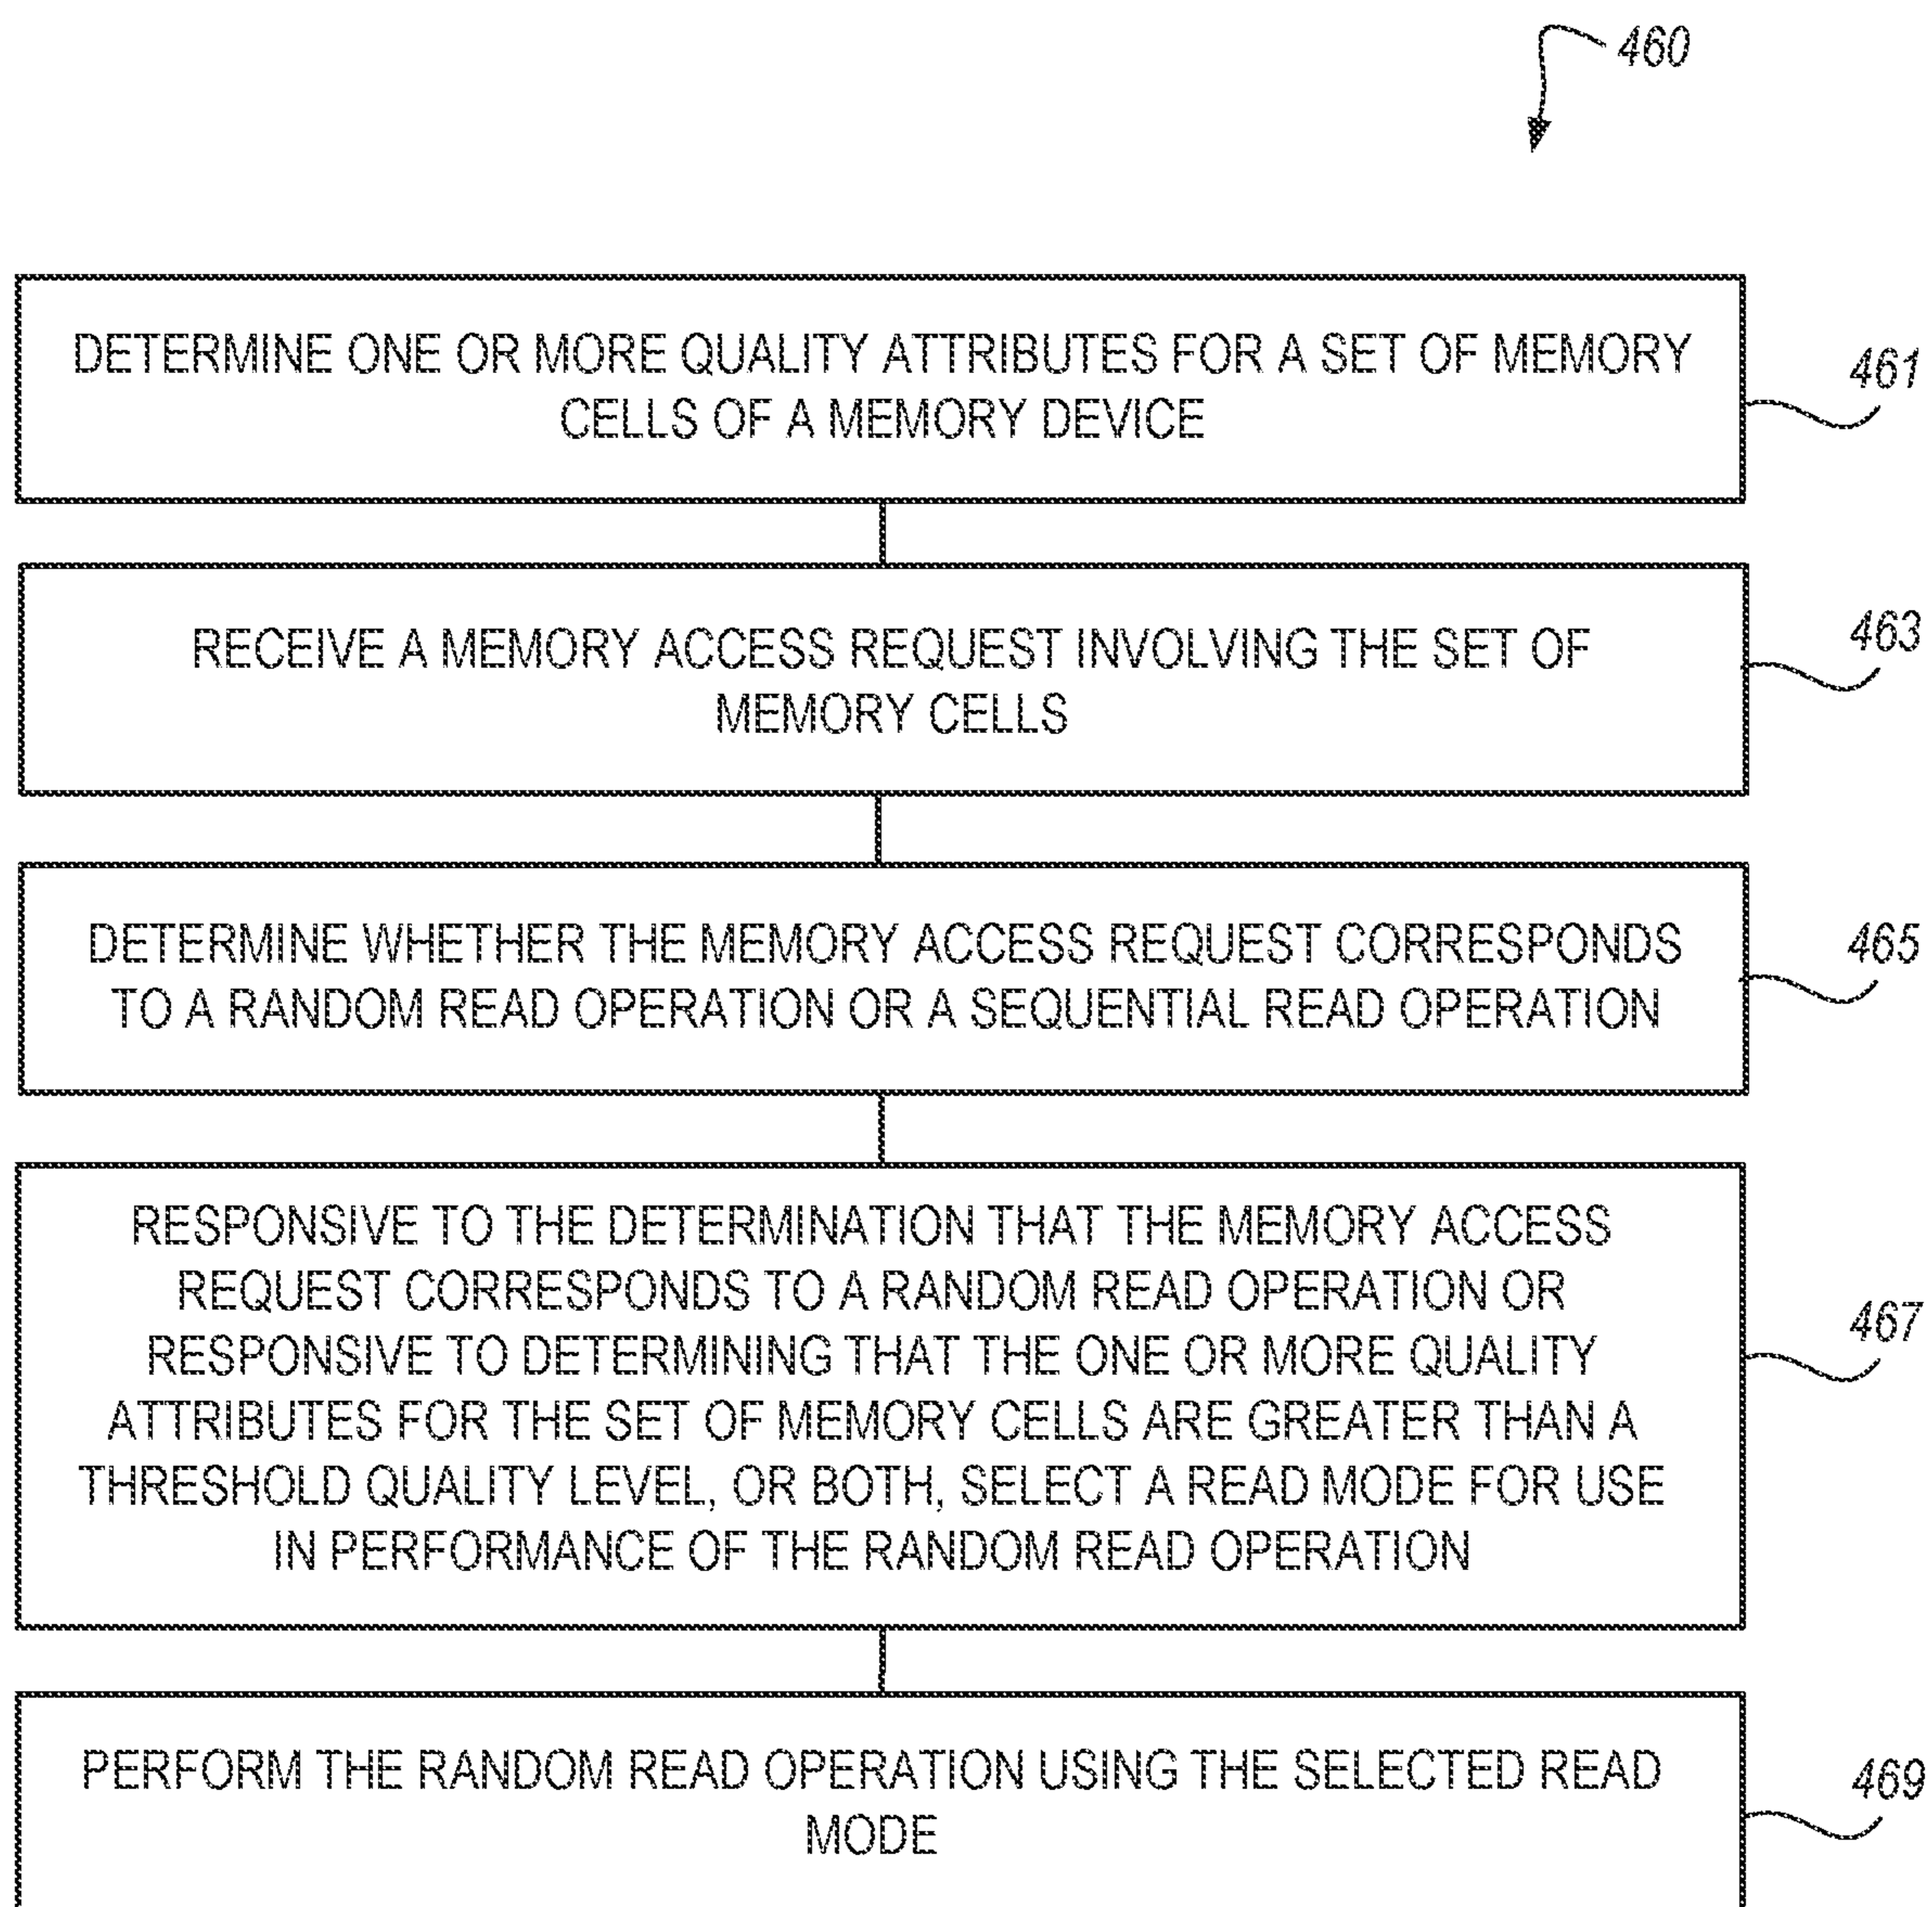 460
DETERMINE ONE OR MORE QUALITY ATTRIBUTES FOR A SET OF MEMORY
CELLS OF A MEMORY DEVICE
461
RECEIVE A MEMORY ACCESS REQUEST INVOLVING THE SET OF
MEMORY CELLS
463
DETERMINE WHETHER THE MEMORY ACCESS REQUEST CORRESPONDS
TO A RANDOM READ OPERATION OR A SEQUENTIAL READ OPERATION
465
RESPONSIVE TO THE DETERMINATION THAT THE MEMORY ACCESS
REQUEST CORRESPONDS TO A RANDOM READ OPERATION OR
RESPONSIVE TO DETERMINING THAT THE ONE OR MORE QUALITY
ATTRIBUTES FOR THE SET OF MEMORY CELLS ARE GREATER THAN A
THRESHOLD QUALITY LEVEL, OR BOTH, SELECT A READ MODE FOR USE
IN PERFORMANCE OF THE RANDOM READ OPERATION
467
PERFORM THE RANDOM READ OPERATION USING THE SELECTED READ
MODE
469